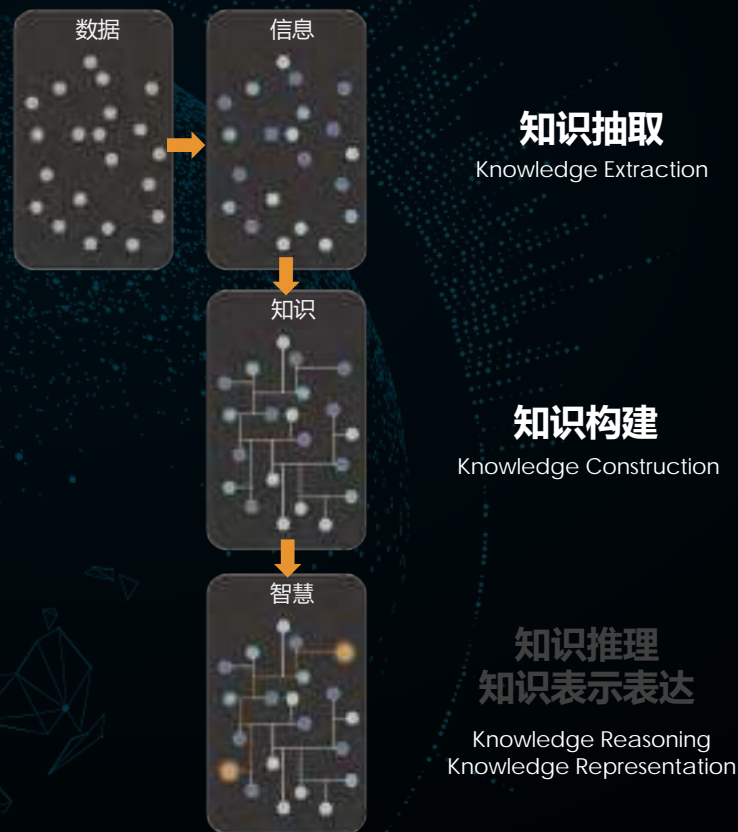 数据
信息
知识抽取
Knowledge Extraction
知识
知识构建
Knowledge Construction
智慧
知识推理
知识表示表达
Knowledge Reasoning
Knowledge Representation